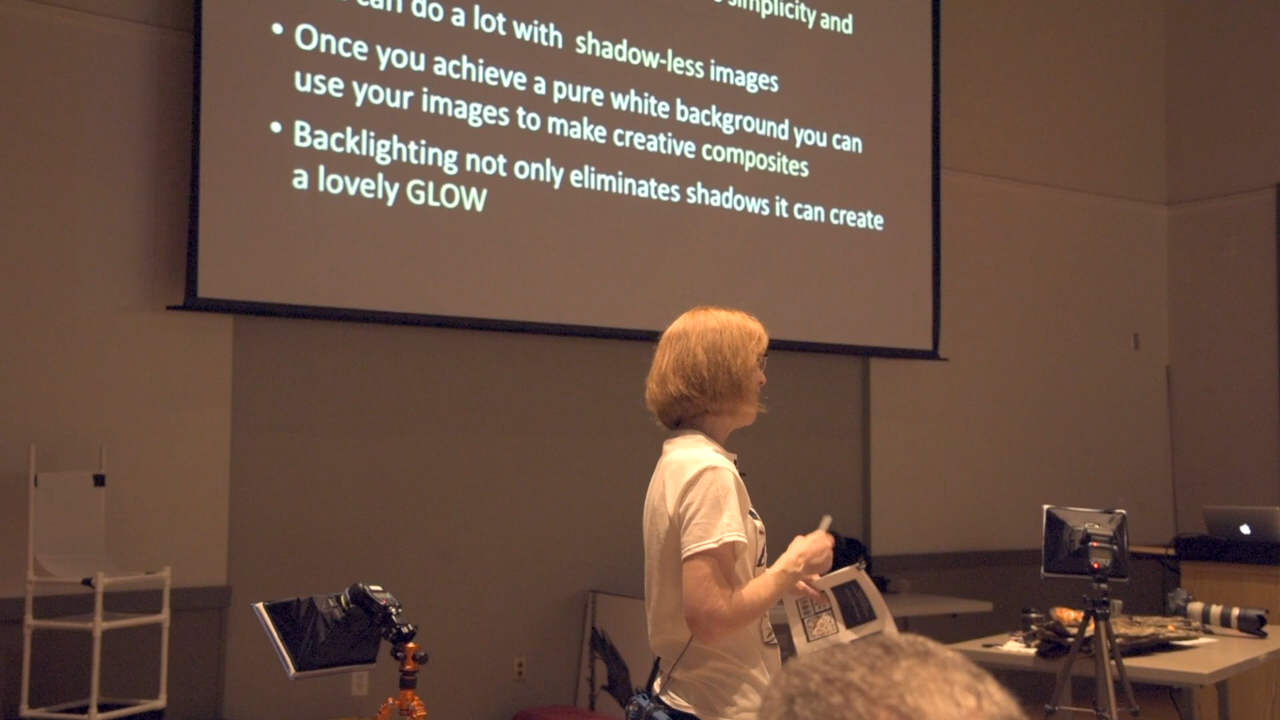 simplicity and
can do a lot with shadow-less images
• Once you achieve a pure white background you can
use your images to make creative composites
• Backlighting not only eliminates shadows it can create
a lovely GLOW